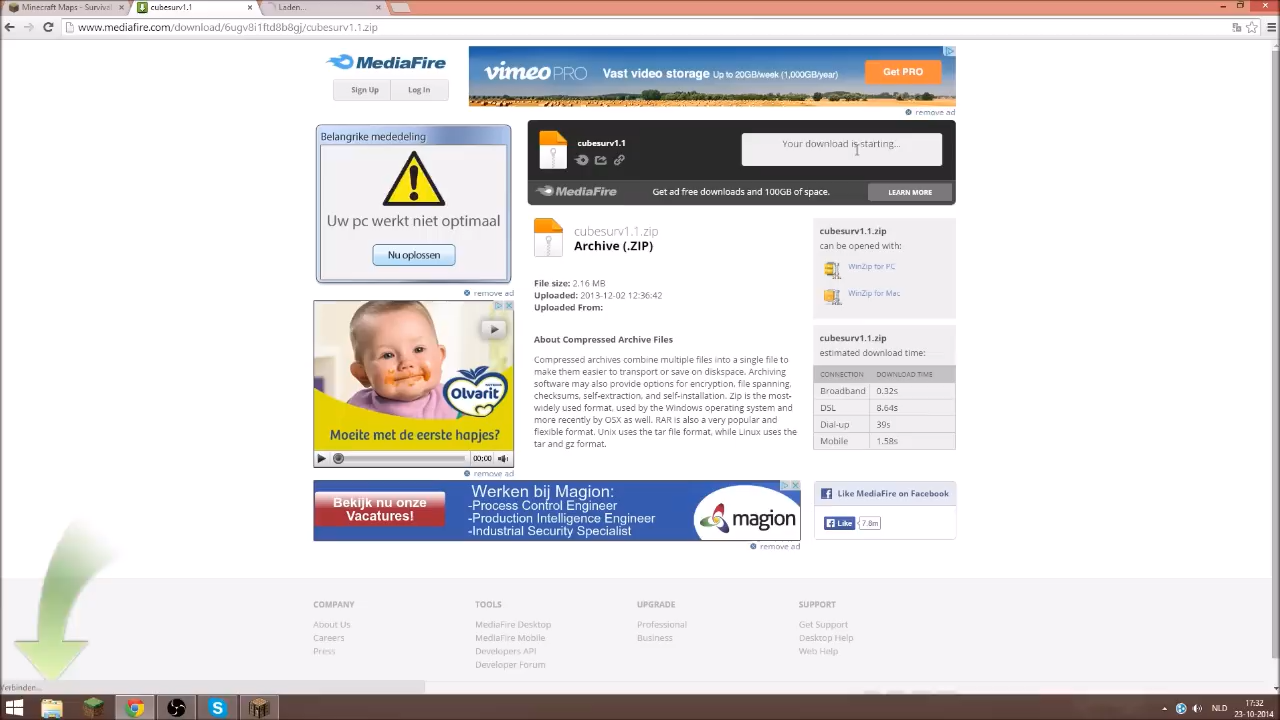 Minecraft Maps - Survival
cubesurv1.1
Laden...
www.mediafire.com/download/6ugv8i1ftd8b8gj/cubesurv1.1.zip
MediaFire
Sign Up
Log In
vimeo PRO
Vast video storage Up to 20GB/week (1,000GB/year)
Get PRO
remove ad
Belangrike mededeling
Uw pc werkt niet optimaal
Nu oplossen
remove ad
cubesurv1.1
Your download is starting...
MediaFire
Get ad free downloads and 100GB of space.
LEARN MORE
cubesurv1.1.zip
Archive (.ZIP)
File size: 2.16 MB
Uploaded: 2013-12-02 12:36:42
Uploaded From:
About Compressed Archive Files
Compressed archives combine multiple files into a single file to
make them easier to transport or save on diskspace. Archiving
software may also provide options for encryption, file spanning,
checksums, self-extraction, and self-installation. Zip is the most-
widely used format, used by the Windows operating system and
more recently by OSX as well. RAR is also a very popular and
flexible format. Unix uses the tar file format, while Linux uses the
tar and gz format.
cubesurv1.1.zip
can be opened with:
WinZip for PC
WinZip for Mac
cubesurv1.1.zip
estimated download time:
CONNECTION DOWNLOAD TIME
Broadband 0.32s
DSL 8.64s
Dial-up 39s
Mobile 1.58s
Olvarit
Moeite met de eerste hapjes?
00:00
remove ad
Bekijk nu onze
Vacatures!
Werken bij Magion:
-Process Control Engineer
-Production Intelligence Engineer
-Industrial Security Specialist
magion
remove ad
Like MediaFire on Facebook
Like 7.8m
COMPANY
About Us
Careers
Press
TOOLS
MediaFire Desktop
MediaFire Mobile
Developers API
Developer Forum
UPGRADE
Professional
Business
SUPPORT
Get Support
Desktop Help
Web Help
Verbinden...
NLD
17:32
23-10-2014